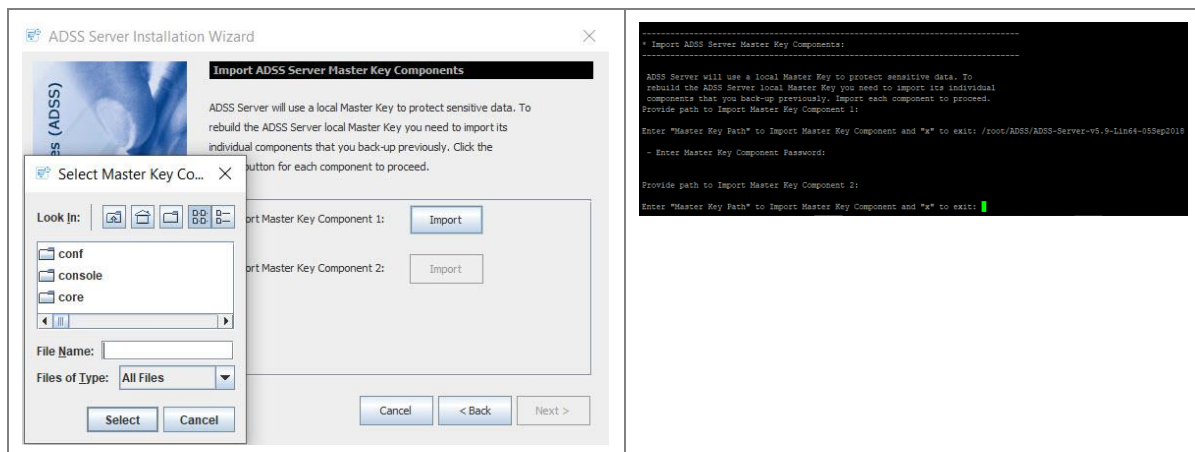 ADSS Server Installation Wizard
Import ADSS Server Master Key Components
ADSS Server will use a local Master Key to protect sensitive data. To
rebuild the ADSS Server local Master Key you need to import its
individual components that you back-up previously. Click the
button for each component to proceed.
(ADSS)
Select Master Key Co...
Look In:
conf
console
core
File Name:
Files of Type: All Files
Select Cancel
Master Key Component 1: Import
Master Key Component 2: Import
Cancel < Back Next >
* Import ADSS Server Master Key Components:
ADSS Server will use a local Master Key to protect sensitive data. To
rebuild the ADSS Server local Master Key you need to import its individual
components that you back-up previously. Import each component to proceed.
Provide path to Import Master Key Component 1:
Enter "Master Key Path" to Import Master Key Component and "x" to exit: /root/ADSS/ADSS-Server-v5.9-Lin64-05Sep2018
- Enter Master Key Component Password:
Provide path to Import Master Key Component 2:
Enter "Master Key Path" to Import Master Key Component and "x" to exit: